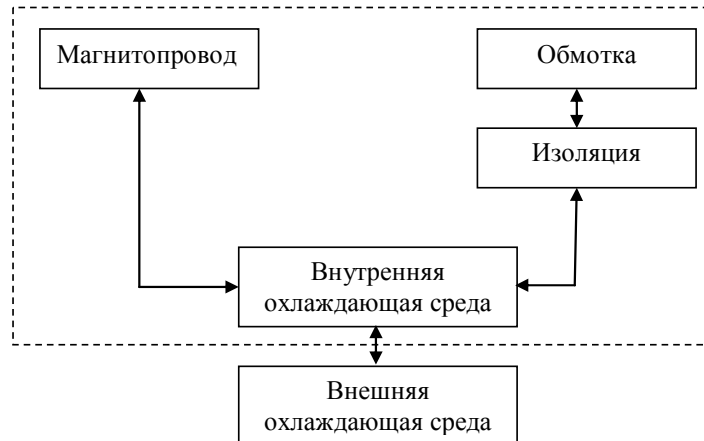 Магнитопровод
Обмотка
Изоляция
Внутренняя
охлаждающая среда
Внешняя
охлаждающая среда